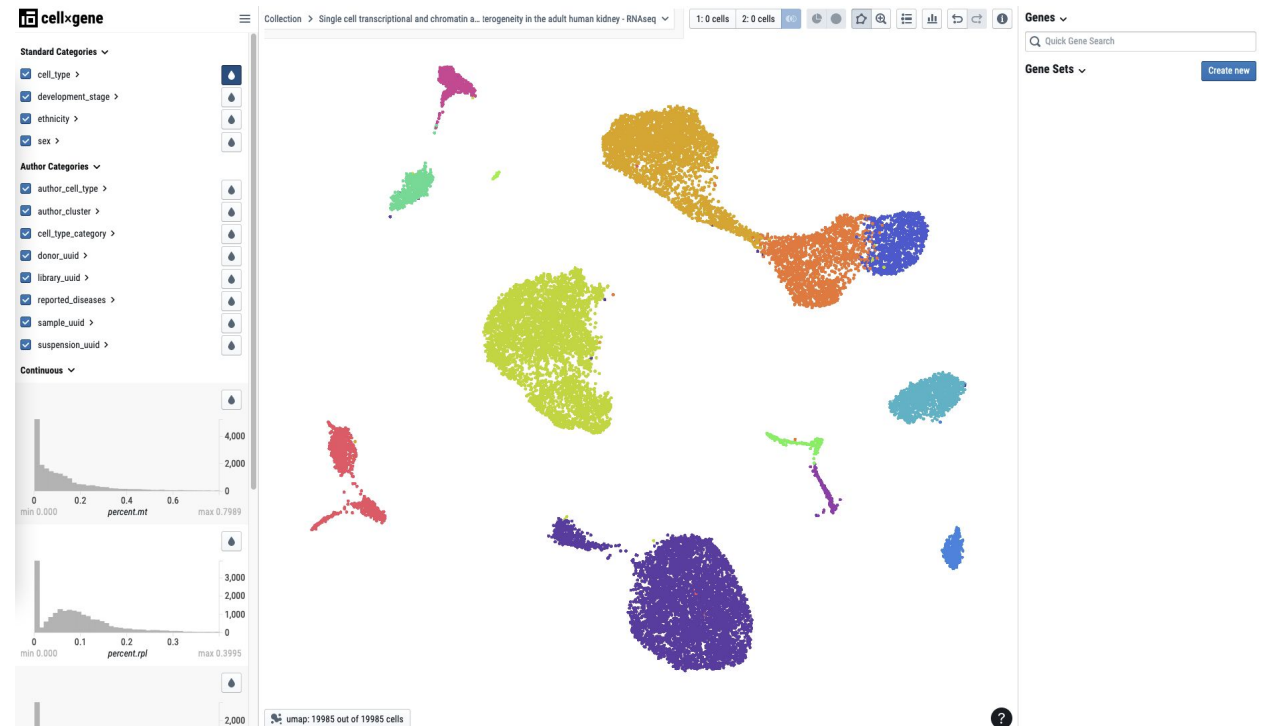 cell×gene
Collection > Single cell transcriptional and chromatin a... terogeneity in the adult human kidney - RNAseq
1: 0 cells
2: 0 cells
Genes
Quick Gene Search
Gene Sets
Create new
Standard Categories
cell_type >
development_stage >
ethnicity >
sex >
Author Categories
author_cell_type >
author_cluster >
cell_type_category >
donor_uuid >
library_uuid >
reported_diseases >
sample_uuid >
suspension_uuid >
Continuous
4,000
2,000
0
0 0.2 0.4 0.6
min 0.000 percent.mt max 0.7989
3,000
2,000
1,000
0
0 0.1 0.2 0.3
min 0.000 percent.rpl max 0.3995
2,000
umap: 19985 out of 19985 cells
?